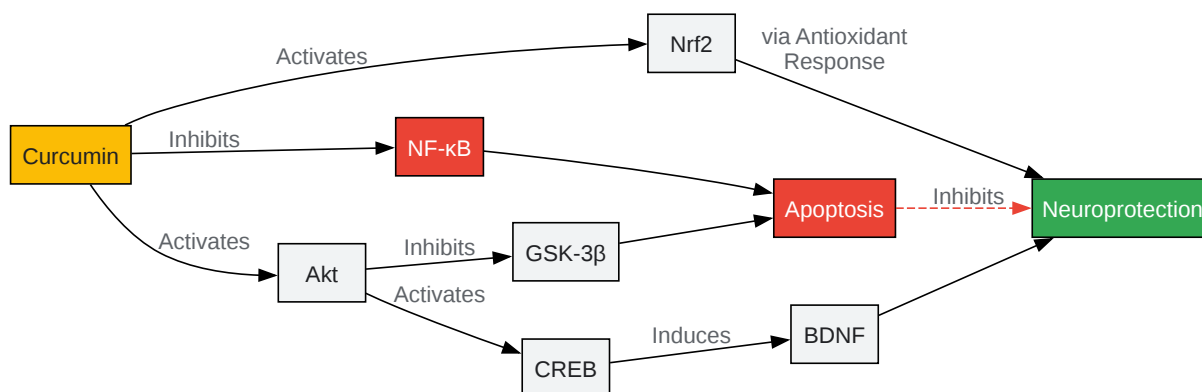 Nrf2
via Antioxidant
Response
Activates
Curcumin
Inhibits
NF-κB
Apoptosis
Inhibits
Neuroprotection
Activates
Akt
Inhibits
GSK-3β
Activates
CREB
Induces
BDNF